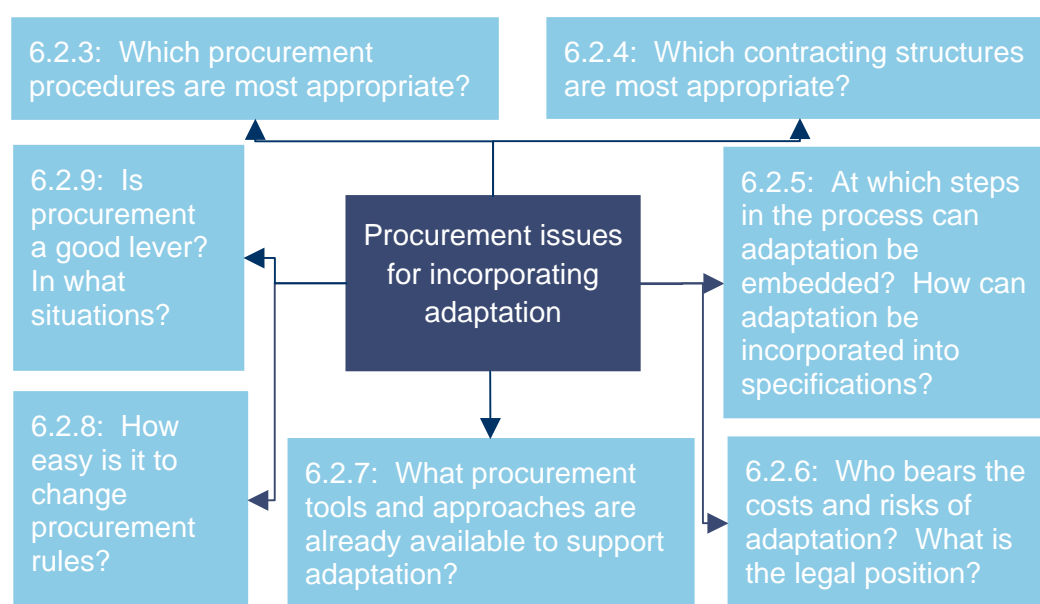 6.2.3: Which procurement
procedures are most appropriate?
6.2.4: Which contracting structures
are most appropriate?
6.2.9: Is
procurement
a good lever?
In what
situations?
Procurement issues
for incorporating
adaptation
6.2.5: At which steps
in the process can
adaptation be
embedded? How can
adaptation be
incorporated into
specifications?
6.2.8: How
easy is it to
change
procurement
rules?
6.2.7: What procurement
tools and approaches are
already available to support
adaptation?
6.2.6: Who bears the
costs and risks of
adaptation? What is
the legal position?